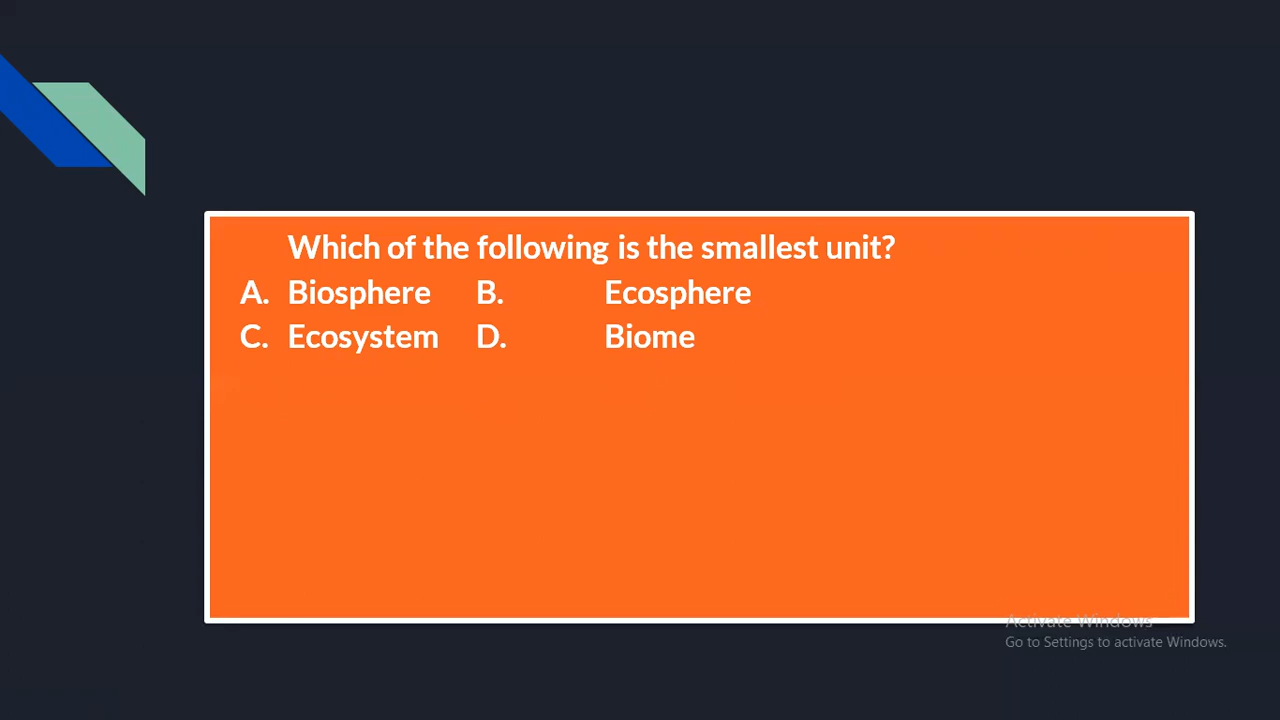 Which of the following is the smallest unit?
A. Biosphere B. Ecosphere
C. Ecosystem D. Biome
Activate Windows
Go to Settings to activate Windows.